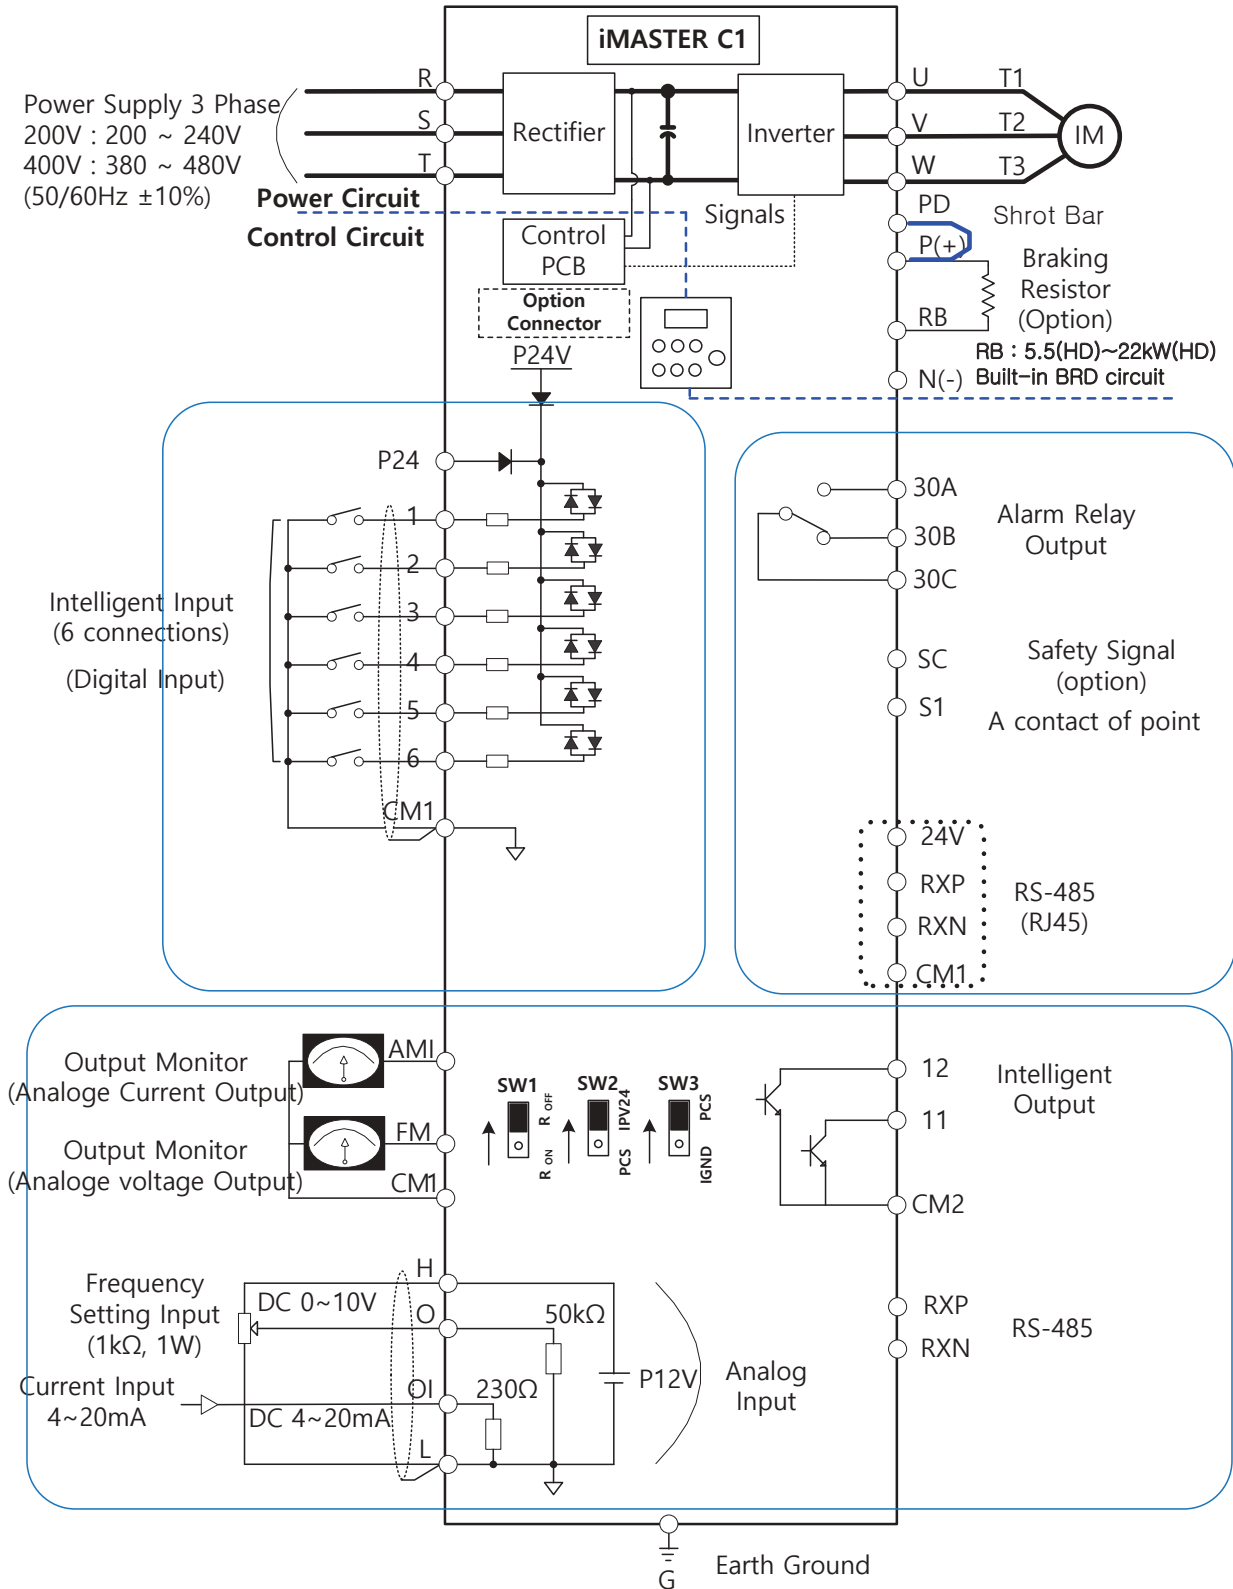 iMASTER C1
R
S
T
Power Supply 3 Phase
200V : 200 ~ 240V
400V : 380 ~ 480V
(50/60Hz ±10%)
Rectifier
Inverter
U
V
W
T1
T2
T3
IM
Power Circuit
Control Circuit
Control
PCB
Signals
Option
Connector
P24V
PD
P(+)
RB
N(-)
Shrot Bar
Braking
Resistor
(Option)
RB : 5.5(HD)~22kW(HD)
Built-in BRD circuit
P24
1
2
3
4
5
6
CM1
Intelligent Input
(6 connections)
(Digital Input)
30A
30B
30C
Alarm Relay
Output
SC
S1
Safety Signal
(option)
A contact of point
24V
RXP
RXN
CM1
RS-485
(RJ45)
Output Monitor
(Analoge Current Output)
AMI
Output Monitor
(Analoge voltage Output)
FM
CM1
SW1
R OFF
R ON
SW2
IPV24
PCS
SW3
PCS
IGND
12
11
CM2
Intelligent
Output
Frequency
Setting Input
(1kΩ, 1W)
H
DC 0~10V
O
50kΩ
Current Input
4~20mA
OI
DC 4~20mA
230Ω
L
P12V
Analog
Input
RXP
RXN
RS-485
G
Earth Ground